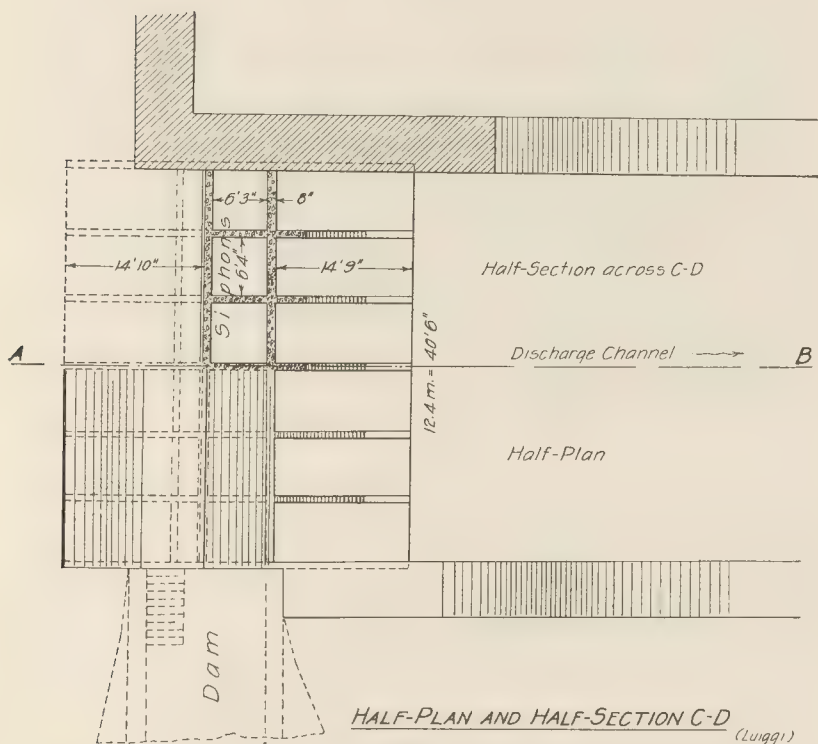 6'3"
8"
Siphons
6'4"
14'10"
14'9"
Half-Section across C-D
12.4 m. = 40'6"
A
Discharge Channel
B
Half-Plan
Dam
HALF-PLAN AND HALF-SECTION C-D
(Luiggi)